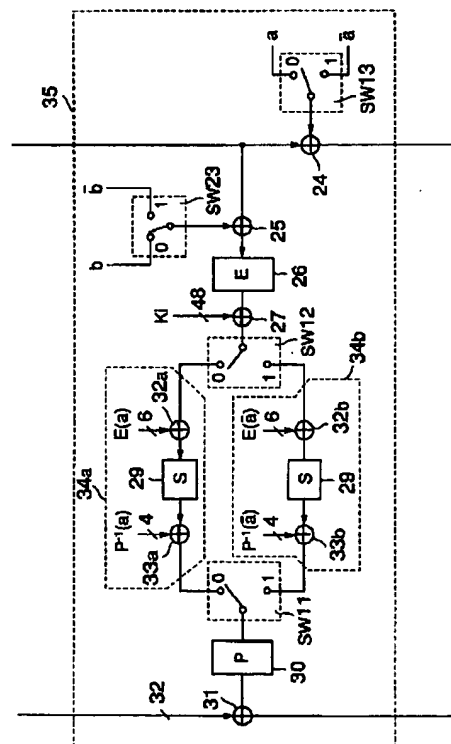 35
a
0
1
ā
SW13
24
b
b̄
0
1
SW23
25
E
26
Ki
48
27
SW12
0
1
34a
34b
32a
E(a)
6
S
29
P⁻¹(a)
4
33a
E(ā)
6
32b
S
29
P⁻¹(ā)
4
33b
0
1
SW11
P
30
32
31